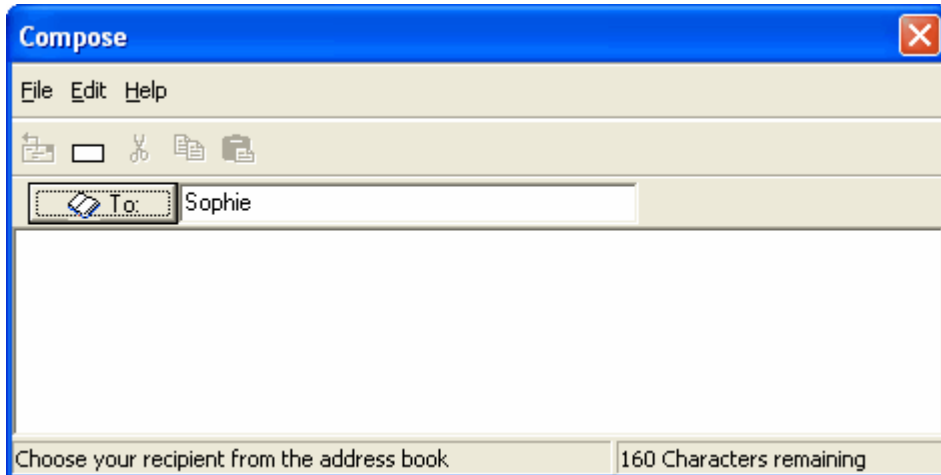 Compose
File Edit Help
To: Sophie
Choose your recipient from the address book 160 Characters remaining